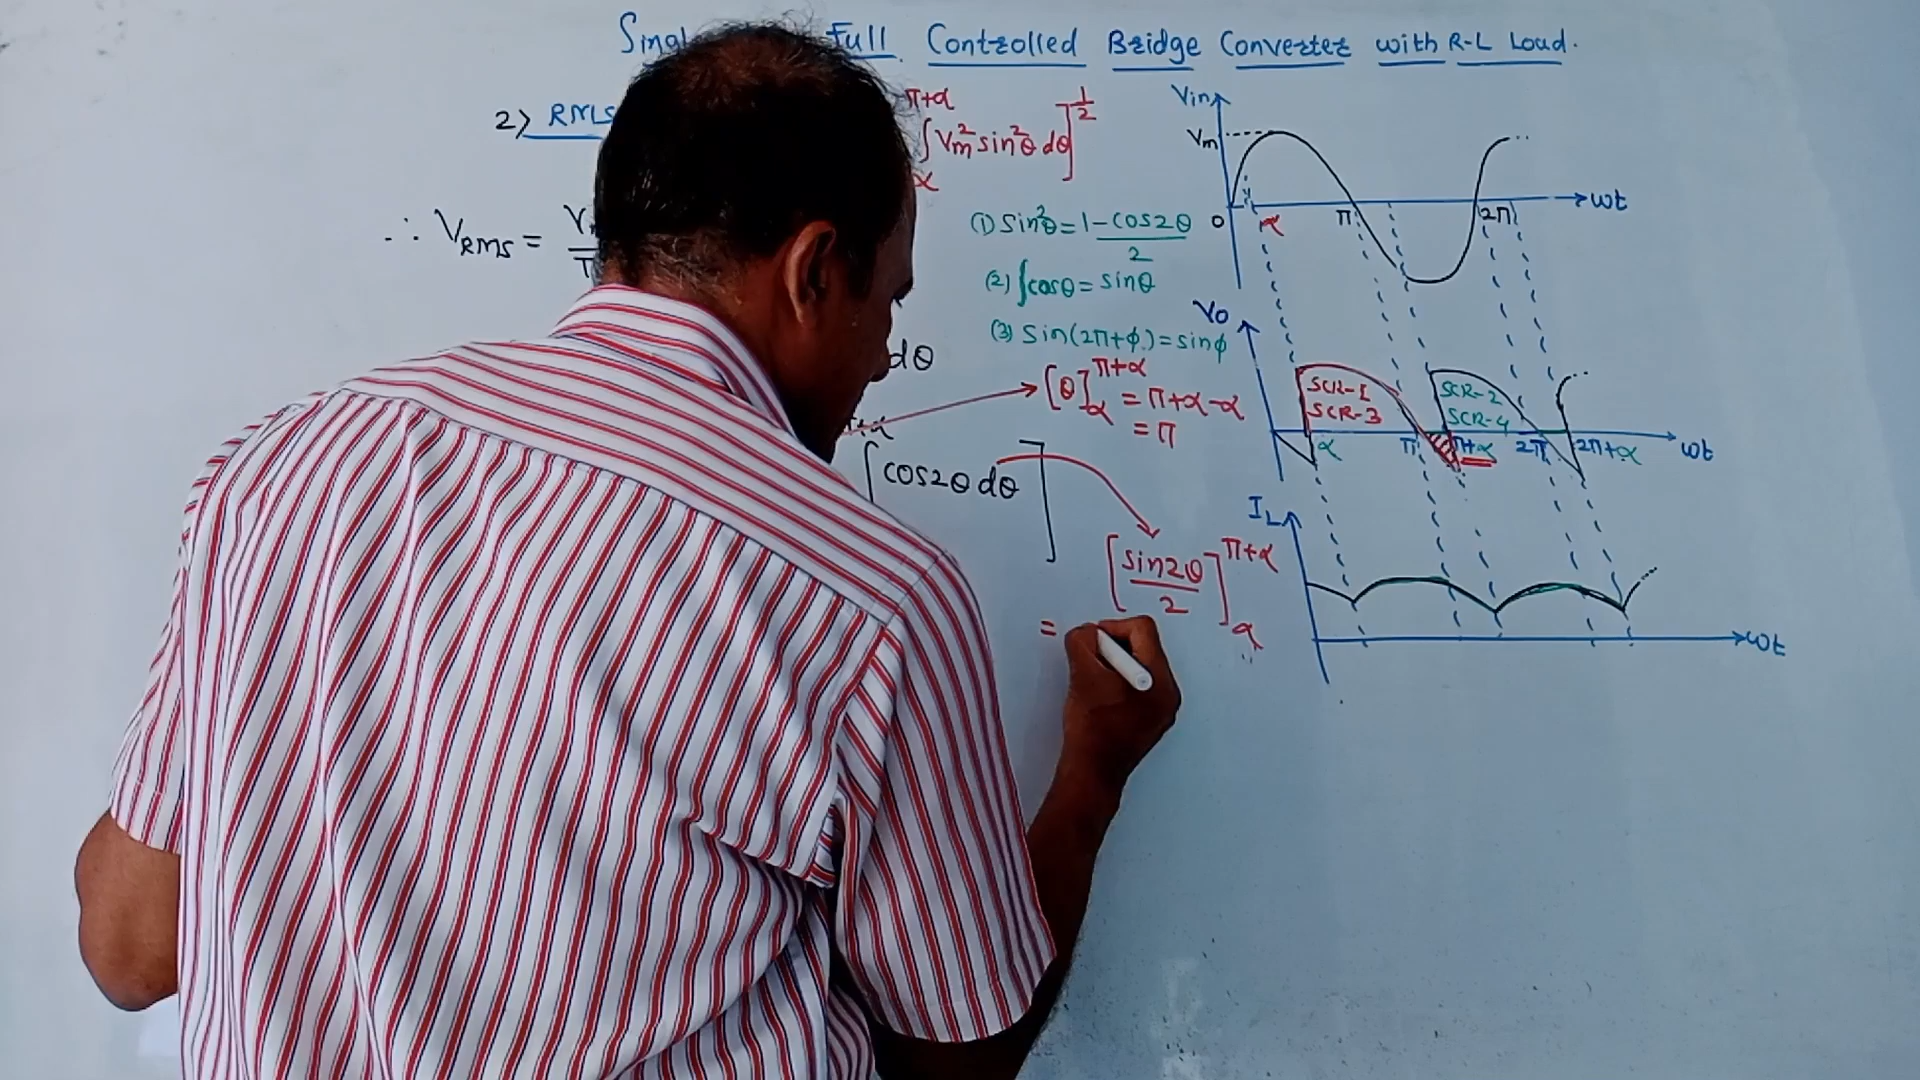 Full Controlled Bridge Converter with R-L Load.
2) RMS
π+α
∫ Vm² sin²θ dθ]^1/2
α
∴ VRMS =
(1) sin²θ = 1-cos2θ / 2
(2) ∫cosθ = sinθ
(3) sin(2π+φ) = sinφ
dθ
[θ]α^π+α = π+α-α
= π
∫cos2θ dθ]
[sin2θ / 2]α^π+α
=
Vin
Vm
0 α π 2π ωt
Vo
SCR-1
SCR-3
SCR-2
SCR-4
α π π+α 2π 2π+α ωt
IL
ωt